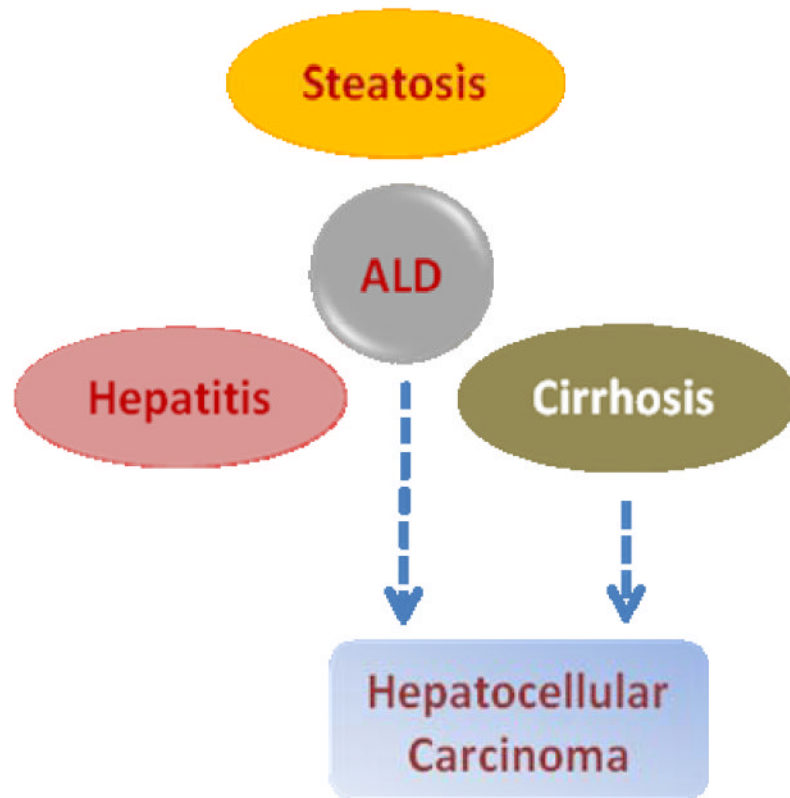 Steatosis
ALD
Hepatitis
Cirrhosis
Hepatocellular
Carcinoma